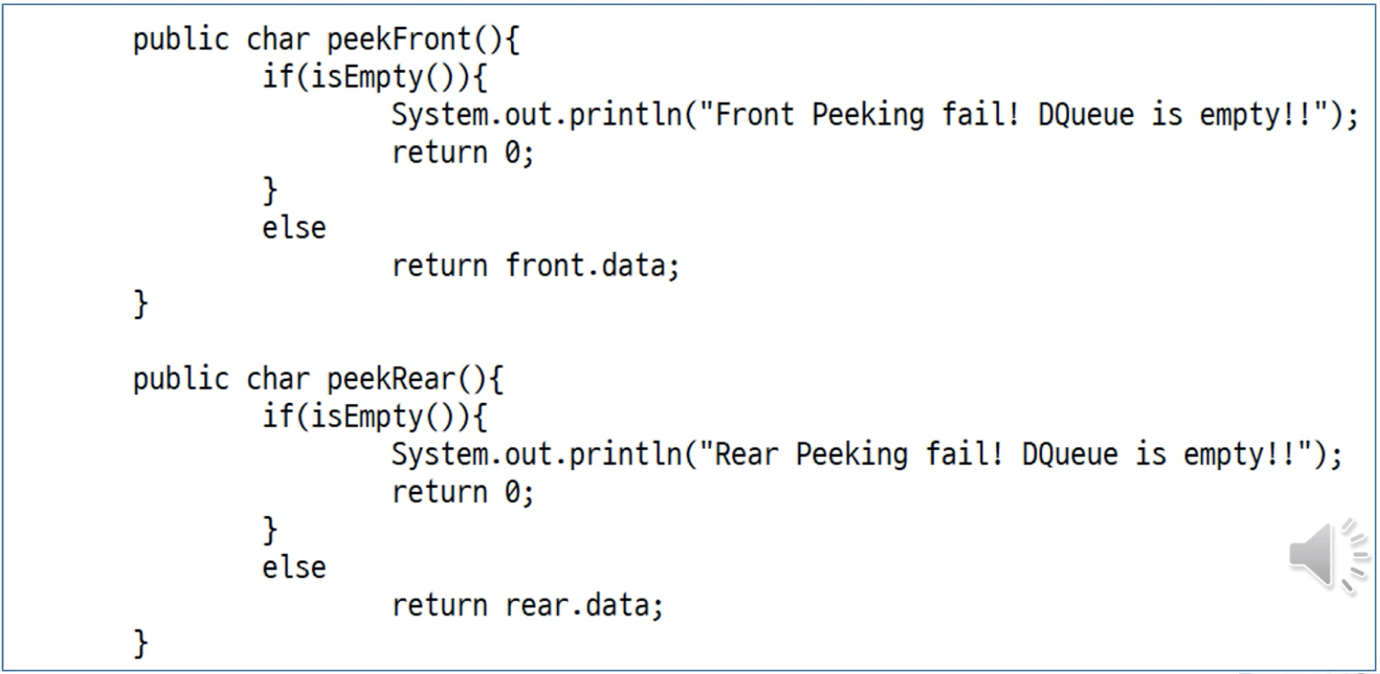 public char peekFront(){
if(isEmpty()){
System.out.println("Front Peeking fail! DQueue is empty!!");
return 0;
}
else
return front.data;
}
public char peekRear(){
if(isEmpty()){
System.out.println("Rear Peeking fail! DQueue is empty!!");
return 0;
}
else
return rear.data;
}